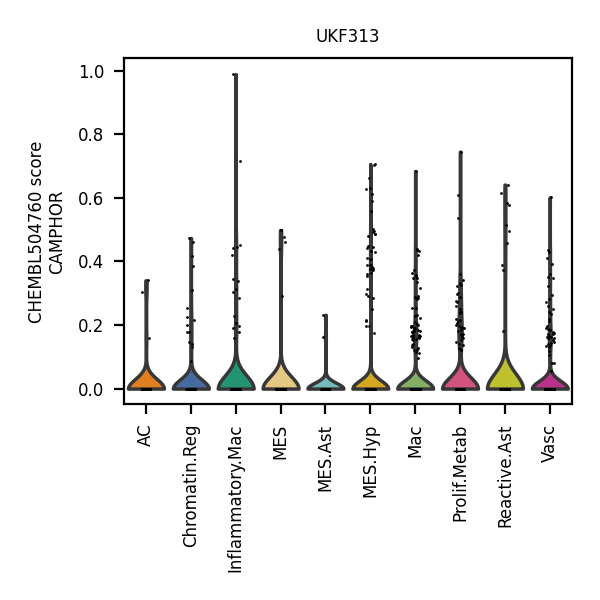 UKF313
CHEMBL504760 score
CAMPHOR
1.0
0.8
0.6
0.4
0.2
0.0
AC
Chromatin.Reg
Inflammatory.Mac
MES
MES.Ast
MES.Hyp
Mac
Prolif.Metab
Reactive.Ast
Vasc